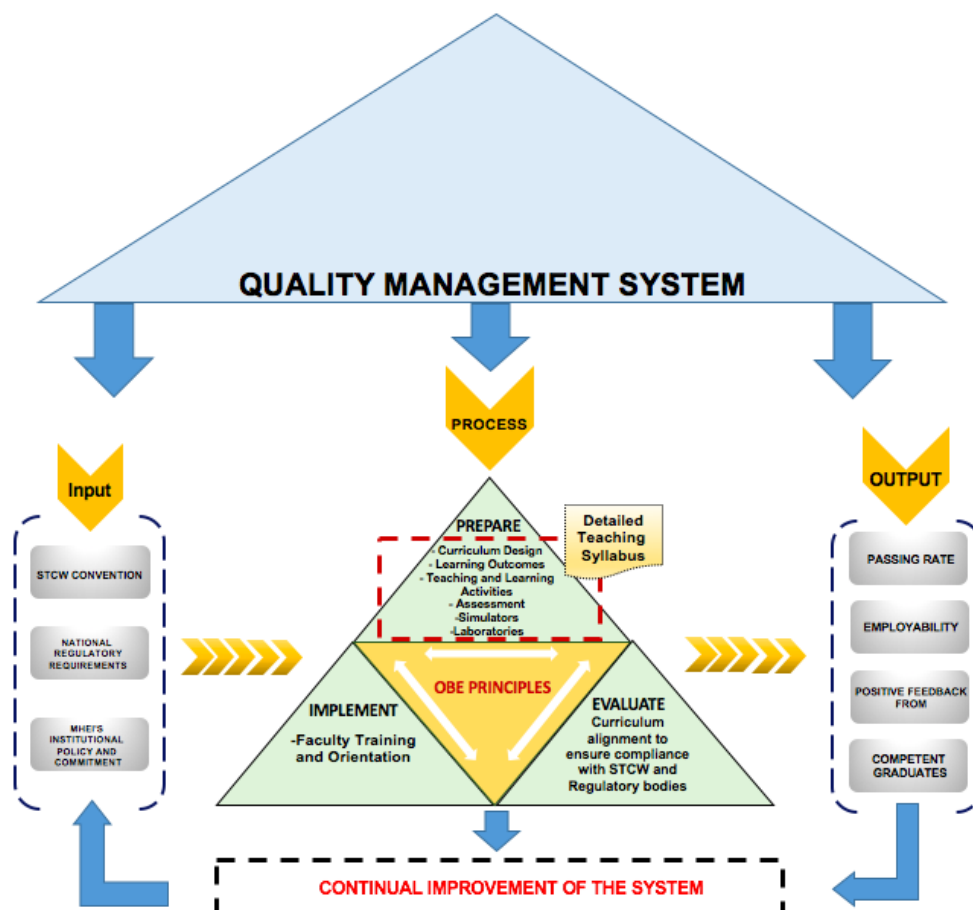 QUALITY MANAGEMENT SYSTEM
PROCESS
Input
OUTPUT
STCW CONVENTION
NATIONAL
REGULATORY
REQUIREMENTS
MHEI'S
INSTITUTIONAL
POLICY AND
COMMITMENT
PREPARE
- Curriculum Design
- Learning Outcomes
- Teaching and Learning
Activities
- Assessment
-Simulators
-Laboratories
Detailed
Teaching
Syllabus
OBE PRINCIPLES
IMPLEMENT
-Faculty Training
and Orientation
EVALUATE
Curriculum
alignment to
ensure compliance
with STCW and
Regulatory bodies
PASSING RATE
EMPLOYABILITY
POSITIVE FEEDBACK
FROM
COMPETENT
GRADUATES
CONTINUAL IMPROVEMENT OF THE SYSTEM